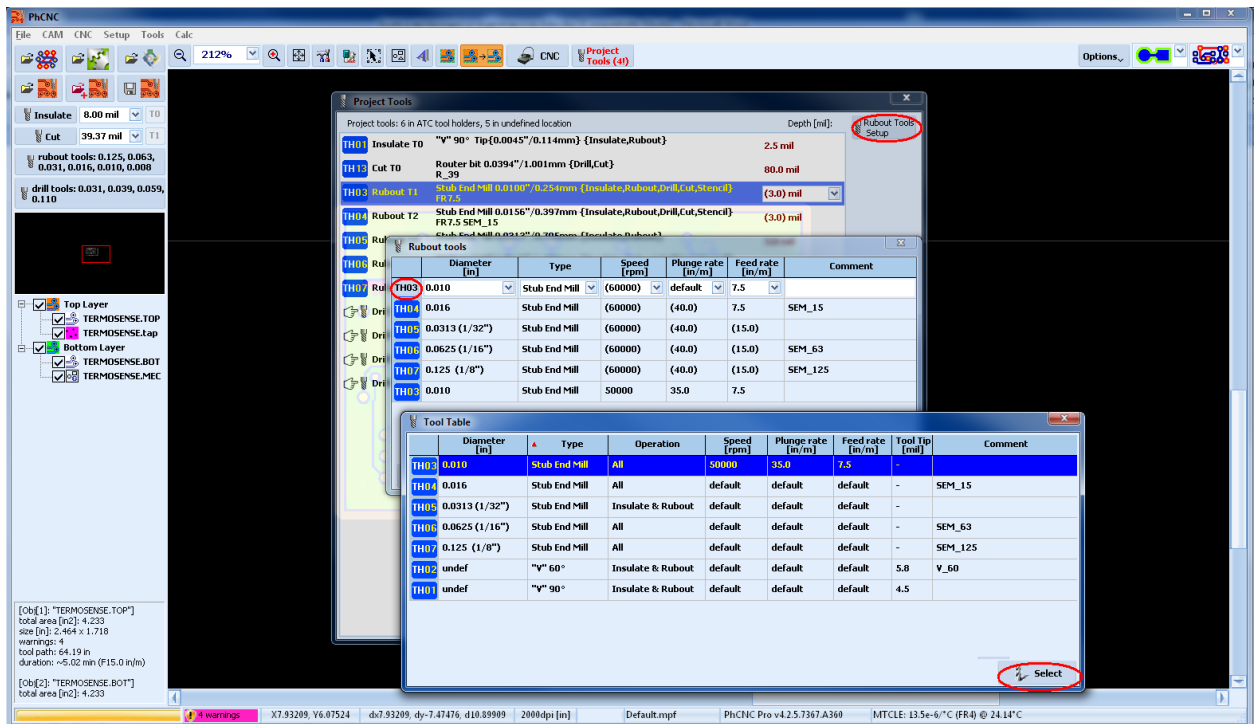 PhCNC
File CAM CNC Setup Tools Calc
212% CNC Project Tools (4!) Options..
Insulate 8.00 mil T0
Cut 39.37 mil T1
rubout tools: 0.125, 0.063,
0.031, 0.016, 0.010, 0.008
drill tools: 0.031, 0.039, 0.059,
0.110
Top Layer
TERMOSENSE.TOP
TERMOSENSE.tap
Bottom Layer
TERMOSENSE.BOT
TERMOSENSE.MEC
[Obj[1]: "TERMOSENSE.TOP"]
total area [in2]: 4.233
size [in]: 2.464 x 1.718
warnings: 4
tool path: 64.19 in
duration: ~5.02 min (F15.0 in/m)
[Obj[2]: "TERMOSENSE.BOT"]
total area [in2]: 4.233
Project Tools
Project tools: 6 in ATC tool holders, 5 in undefined location Depth [mil]:
Rubout Tools
Setup
TH01 Insulate T0 "V" 90° Tip{0.0045"/0.114mm} {Insulate,Rubout} 2.5 mil
TH13 Cut T0 Router bit 0.0394"/1.001mm {Drill,Cut} 80.0 mil
R_39
TH03 Rubout T1 Stub End Mill 0.0100"/0.254mm {Insulate,Rubout,Drill,Cut,Stencil} (3.0) mil
FR7.5
TH04 Rubout T2 Stub End Mill 0.0156"/0.397mm {Insulate,Rubout,Drill,Cut,Stencil} (3.0) mil
FR7.5 SEM_15
TH05 Rub
TH06 Rul
TH07 Rul
Dri
Dri
Dri
Dri
Rubout tools
Diameter [in] Type Speed [rpm] Plunge rate [in/m] Feed rate [in/m] Comment
TH03 0.010 Stub End Mill (60000) default 7.5
TH04 0.016 Stub End Mill (60000) (40.0) 7.5 SEM_15
TH05 0.0313 (1/32") Stub End Mill (60000) (40.0) (15.0)
TH06 0.0625 (1/16") Stub End Mill (60000) (40.0) (15.0) SEM_63
TH07 0.125 (1/8") Stub End Mill (60000) (40.0) (15.0) SEM_125
TH03 0.010 Stub End Mill 50000 35.0 7.5
Tool Table
Diameter [in] Type Operation Speed [rpm] Plunge rate [in/m] Feed rate [in/m] Tool Tip [mil] Comment
TH03 0.010 Stub End Mill All 50000 35.0 7.5 -
TH04 0.016 Stub End Mill All default default default - SEM_15
TH05 0.0313 (1/32") Stub End Mill Insulate & Rubout default default default -
TH06 0.0625 (1/16") Stub End Mill All default default default - SEM_63
TH07 0.125 (1/8") Stub End Mill All default default default - SEM_125
TH02 undef "V" 60° Insulate & Rubout default default default 5.8 V_60
TH01 undef "V" 90° Insulate & Rubout default default default 4.5
Select
4 warnings X7.93209, Y6.07524 dx7.93209, dy-7.47476, d10.89909 2000dpi [in] Default.mpf PhCNC Pro v4.2.5.7367.A360 MTCLE: 13.5e-6/°C (FR4) @ 24.14°C